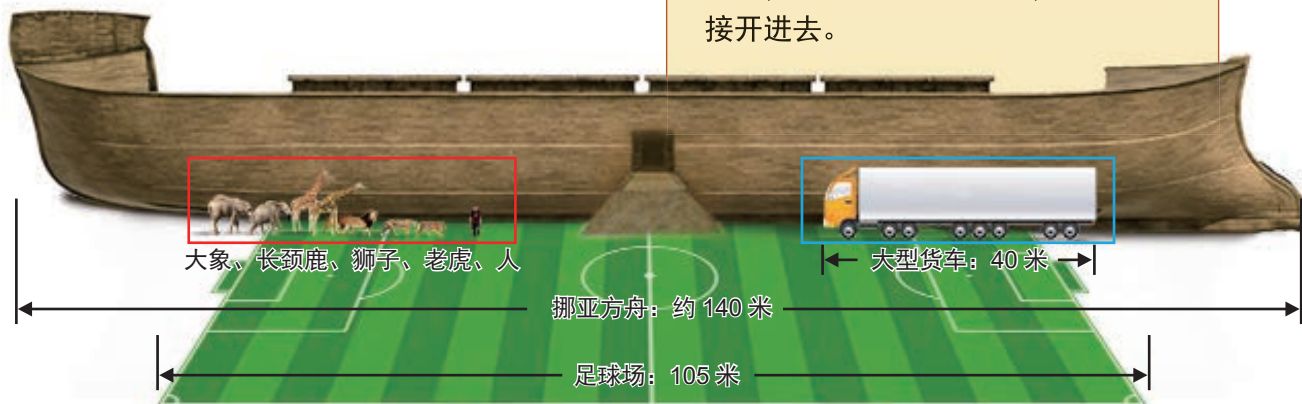 接开进去。
大象、长颈鹿、狮子、老虎、人
大型货车：40 米
挪亚方舟：约 140 米
足球场：105 米